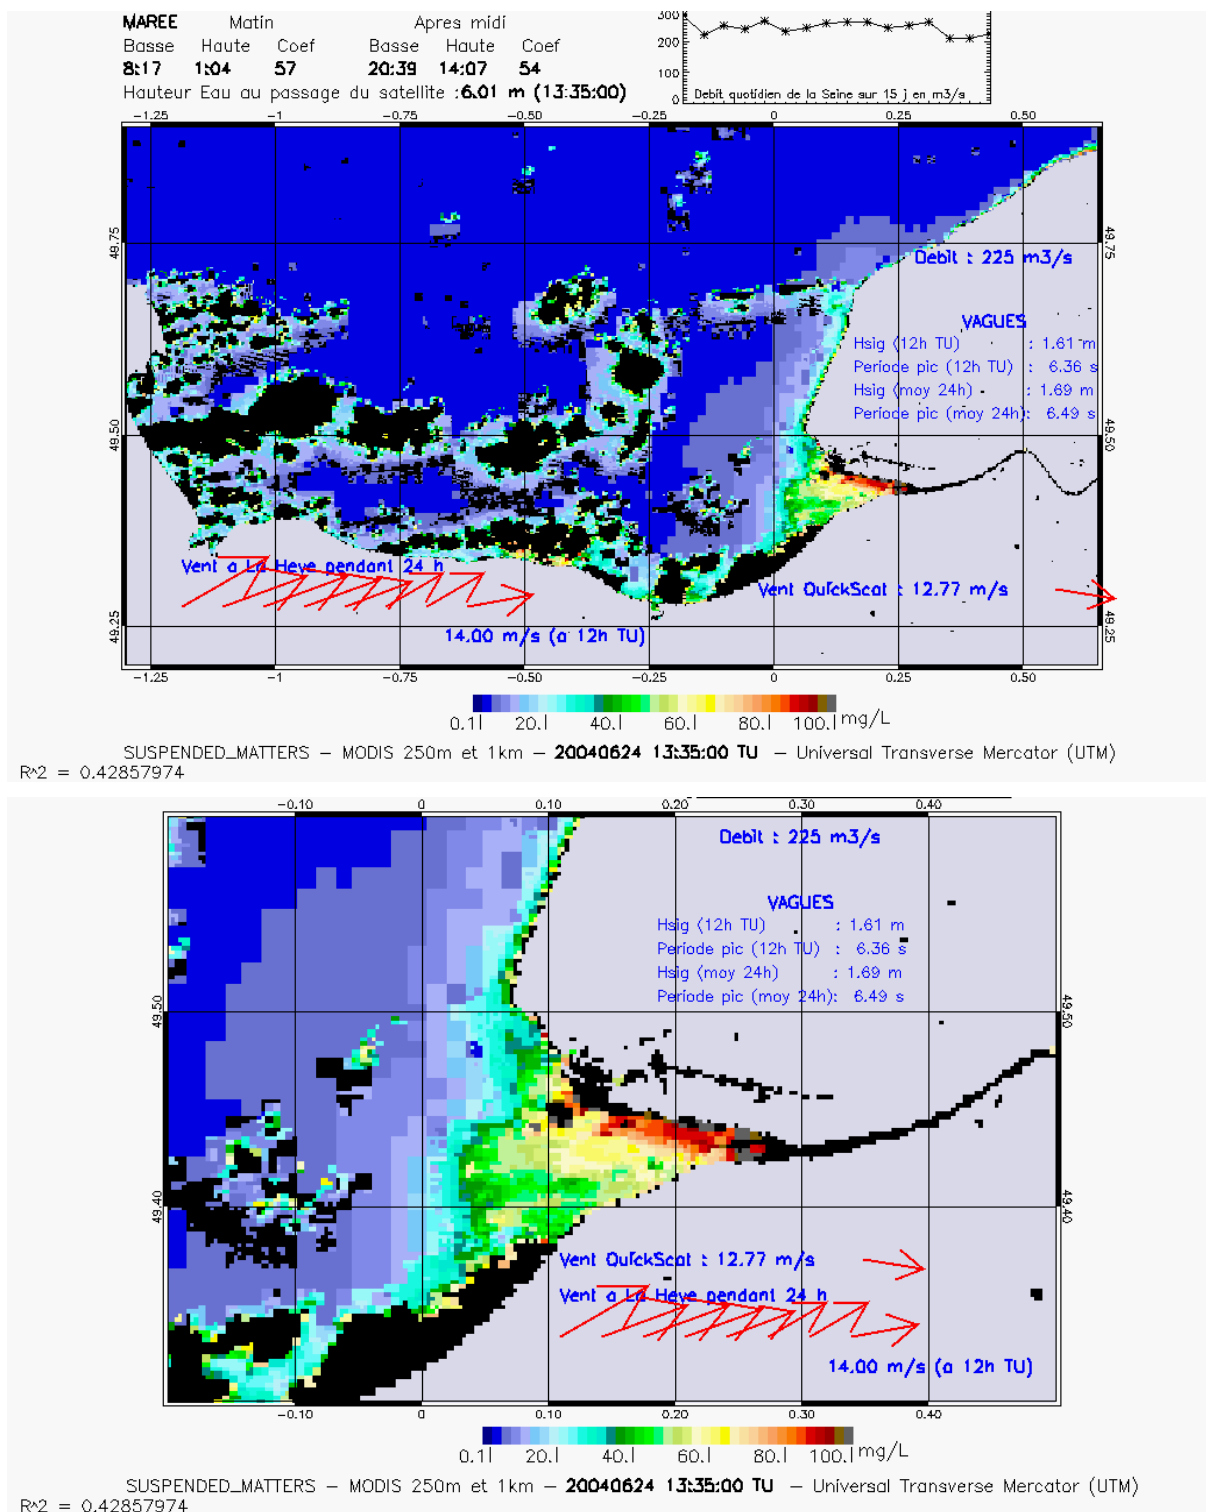 MAREE Matin Apres midi
Basse Haute Coef Basse Haute Coef
8:17 1:04 57 20:39 14:07 54
Hauteur Eau au passage du satellite : 6.01 m (13:35:00)
300
200
100
0
Debit quotidien de la Seine sur 15 j en m3/s
-1.25 -1 -0.75 -0.50 -0.25 0 0.25 0.50
49.75 49.75
Debit : 225 m3/s
VAGUES
Hsig (12h TU) : 1.61 m
Periode pic (12h TU) : 6.36 s
Hsig (moy 24h) : 1.69 m
Periode pic (moy 24h): 6.49 s
49.50 49.50
Vent a La Heve pendant 24 h
Vent QuickScat : 12.77 m/s
49.25 49.25
14.00 m/s (a 12h TU)
-1.25 -1 -0.75 -0.50 -0.25 0 0.25 0.50
0.1| 20.| 40.| 60.| 80.| 100.| mg/L
SUSPENDED_MATTERS - MODIS 250m et 1km - 20040624 13:35:00 TU - Universal Transverse Mercator (UTM)
R^2 = 0.42857974
-0.10 0 0.10 0.20 0.30 0.40
Debit : 225 m3/s
VAGUES
Hsig (12h TU) : 1.61 m
Periode pic (12h TU) : 6.36 s
Hsig (moy 24h) : 1.69 m
Periode pic (moy 24h): 6.49 s
49.50 49.50
49.40 49.40
Vent QuickScat : 12.77 m/s
Vent a La Heve pendant 24 h
14.00 m/s (a 12h TU)
-0.10 0 0.10 0.20 0.30 0.40
0.1| 20.| 40.| 60.| 80.| 100.| mg/L
SUSPENDED_MATTERS - MODIS 250m et 1km - 20040624 13:35:00 TU - Universal Transverse Mercator (UTM)
R^2 = 0.42857974